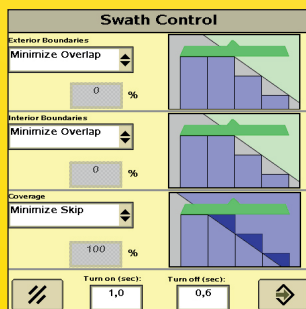 Swath Control
Exterior Boundaries
Minimize Overlap
0 %
Interior Boundaries
Minimize Overlap
0 %
Coverage
Minimize Skip
100 %
Turn on (sec): Turn off (sec):
1,0 0,6